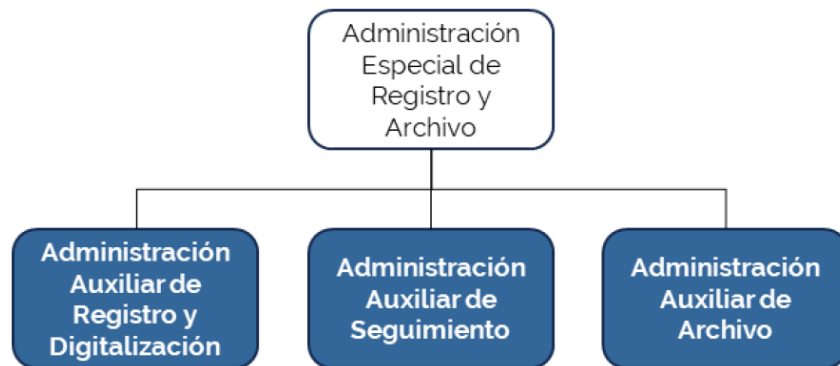 Administración
Especial de
Registro y
Archivo
Administración
Auxiliar de
Registro y
Digitalización
Administración
Auxiliar de
Seguimiento
Administración
Auxiliar de
Archivo